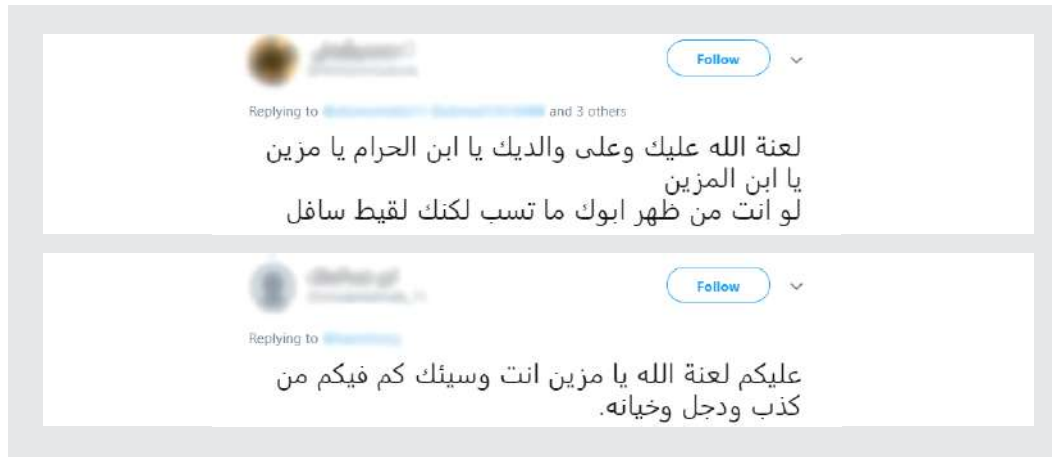 Follow
Replying to
and 3 others
لعنة الله عليك وعلى والديك يا ابن الحرام يا مزين
يا ابن المزين
لو انت من ظهر ابوك ما تسب لكنك لقيط سافل
Follow
Replying to
عليكم لعنة الله يا مزين انت وسيئك كم فيكم من
كذب ودجل وخيانه.